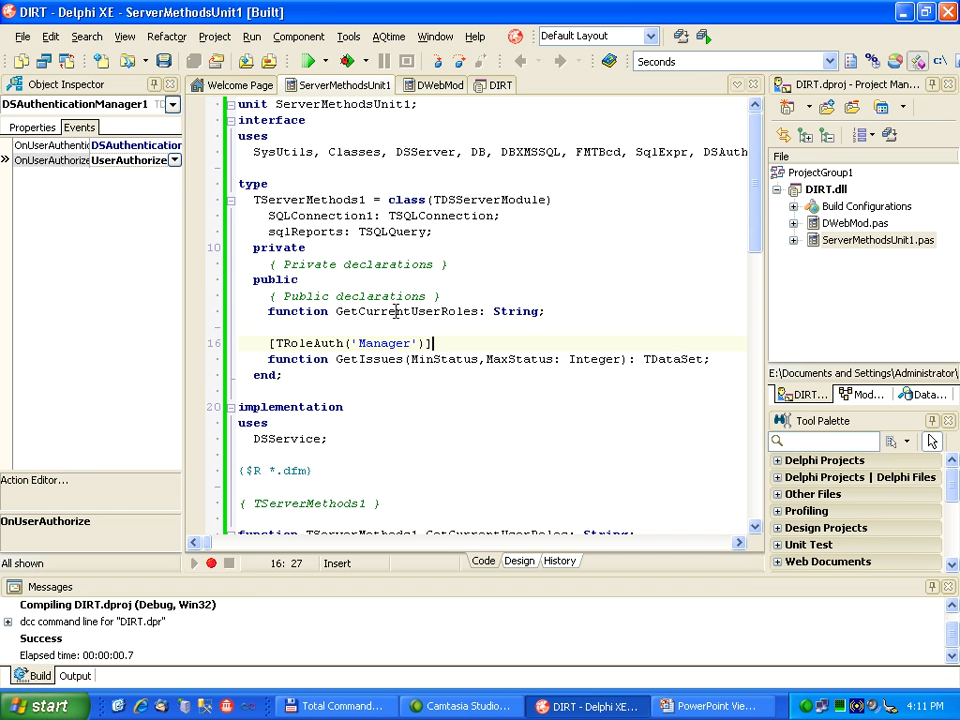 DIRT - Delphi XE - ServerMethodsUnit1 [Built]
File Edit Search View Refactor Project Run Component Tools AQtime Window Help Default Layout
Seconds
Object Inspector
DSAuthenticationManager1
Properties Events
OnUserAuthenti DSAuthentication
OnUserAuthorize UserAuthorize
Action Editor...
OnUserAuthorize
All shown
Welcome Page ServerMethodsUnit1 DWebMod DIRT
unit ServerMethodsUnit1;
interface
uses
SysUtils, Classes, DSServer, DB, DBXMSSQL, FMTBcd, SqlExpr, DSAuth
type
TServerMethods1 = class(TDSServerModule)
SQLConnection1: TSQLConnection;
sqlReports: TSQLQuery;
10 private
{ Private declarations }
public
{ Public declarations }
function GetCurrentUserRoles: String;
16 [TRoleAuth('Manager')]
function GetIssues(MinStatus,MaxStatus: Integer): TDataSet;
end;
20 implementation
uses
DSService;
{$R *.dfm}
{ TServerMethods1 }
function TServerMethods1.GetCurrentUserRoles: String;
16: 27 Insert Code Design History
DIRT.dproj - Project Man...
File
ProjectGroup1
DIRT.dll
Build Configurations
DWebMod.pas
ServerMethodsUnit1.pas
E:\Documents and Settings\Administrator/
DIRT... Mod... Data...
Tool Palette
Delphi Projects
Delphi Projects | Delphi Files
Other Files
Profiling
Design Projects
Unit Test
Web Documents
Messages
Compiling DIRT.dproj (Debug, Win32)
dcc command line for "DIRT.dpr"
Success
Elapsed time: 00:00:00.7
Build Output
start Total Comman... Camtasia Studio... DIRT - Delphi XE... PowerPoint View... 4:11 PM